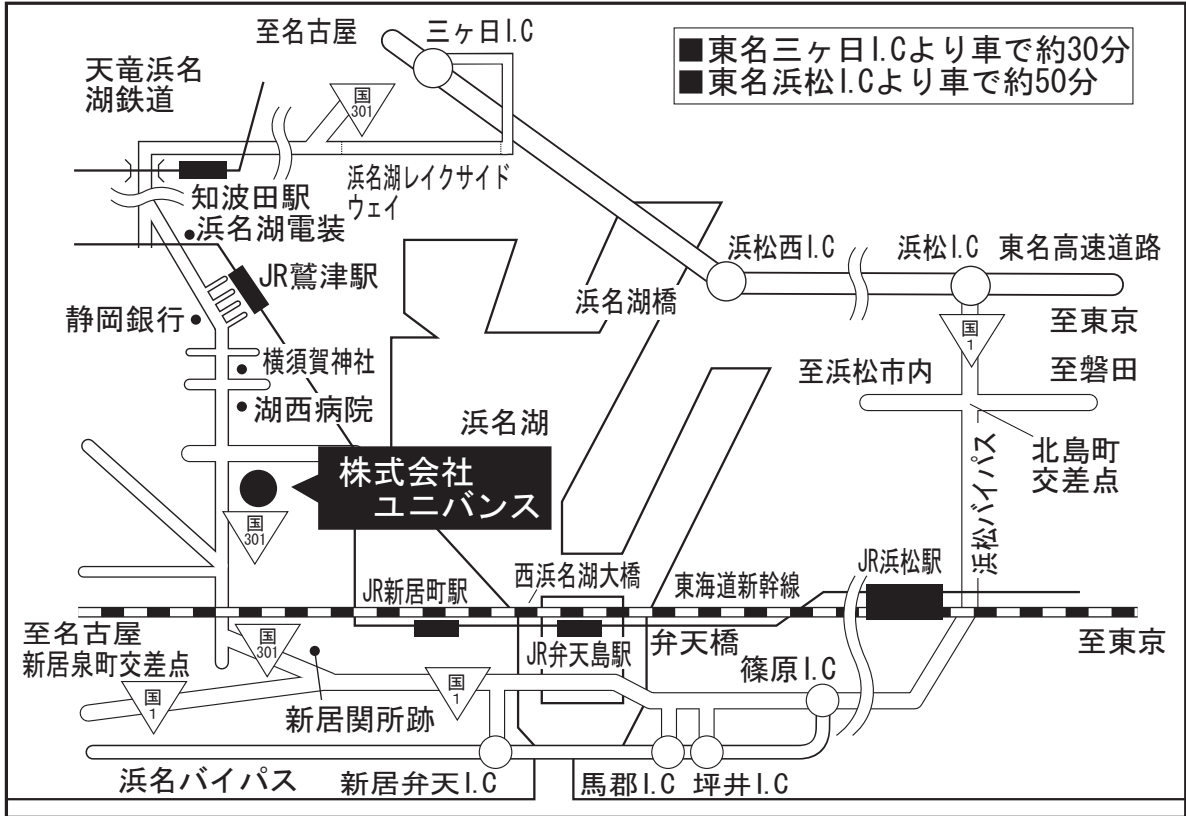 至名古屋
三ヶ日I.C
■東名三ヶ日I.Cより車で約30分
■東名浜松I.Cより車で約50分
天竜浜名
湖鉄道
国
301
浜名湖レイクサイド
ウェイ
知波田駅
浜名湖電装
JR鷲津駅
浜松西I.C
浜松I.C
東名高速道路
浜名湖橋
静岡銀行
至東京
国
1
横須賀神社
至浜松市内
至磐田
湖西病院
浜名湖
北島町
交差点
株式会社
ユニバンス
浜松バイパス
国
301
JR新居町駅
西浜名湖大橋
東海道新幹線
JR浜松駅
至名古屋
国
301
JR弁天島駅
弁天橋
至東京
新居泉町交差点
篠原I.C
国
1
国
1
新居関所跡
浜名バイパス
新居弁天I.C
馬郡I.C
坪井I.C